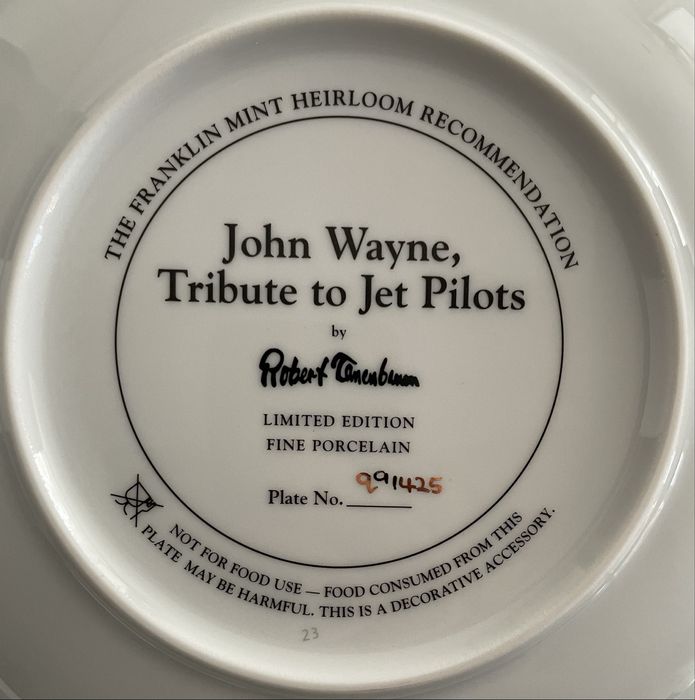 THE FRANKLIN MINT HEIRLOOM RECOMMENDATION
John Wayne,
Tribute to Jet Pilots
by
Robert Tanenbaum
LIMITED EDITION
FINE PORCELAIN
Plate No. 991425
NOT FOR FOOD USE — FOOD CONSUMED FROM THIS
PLATE MAY BE HARMFUL. THIS IS A DECORATIVE ACCESSORY.
23